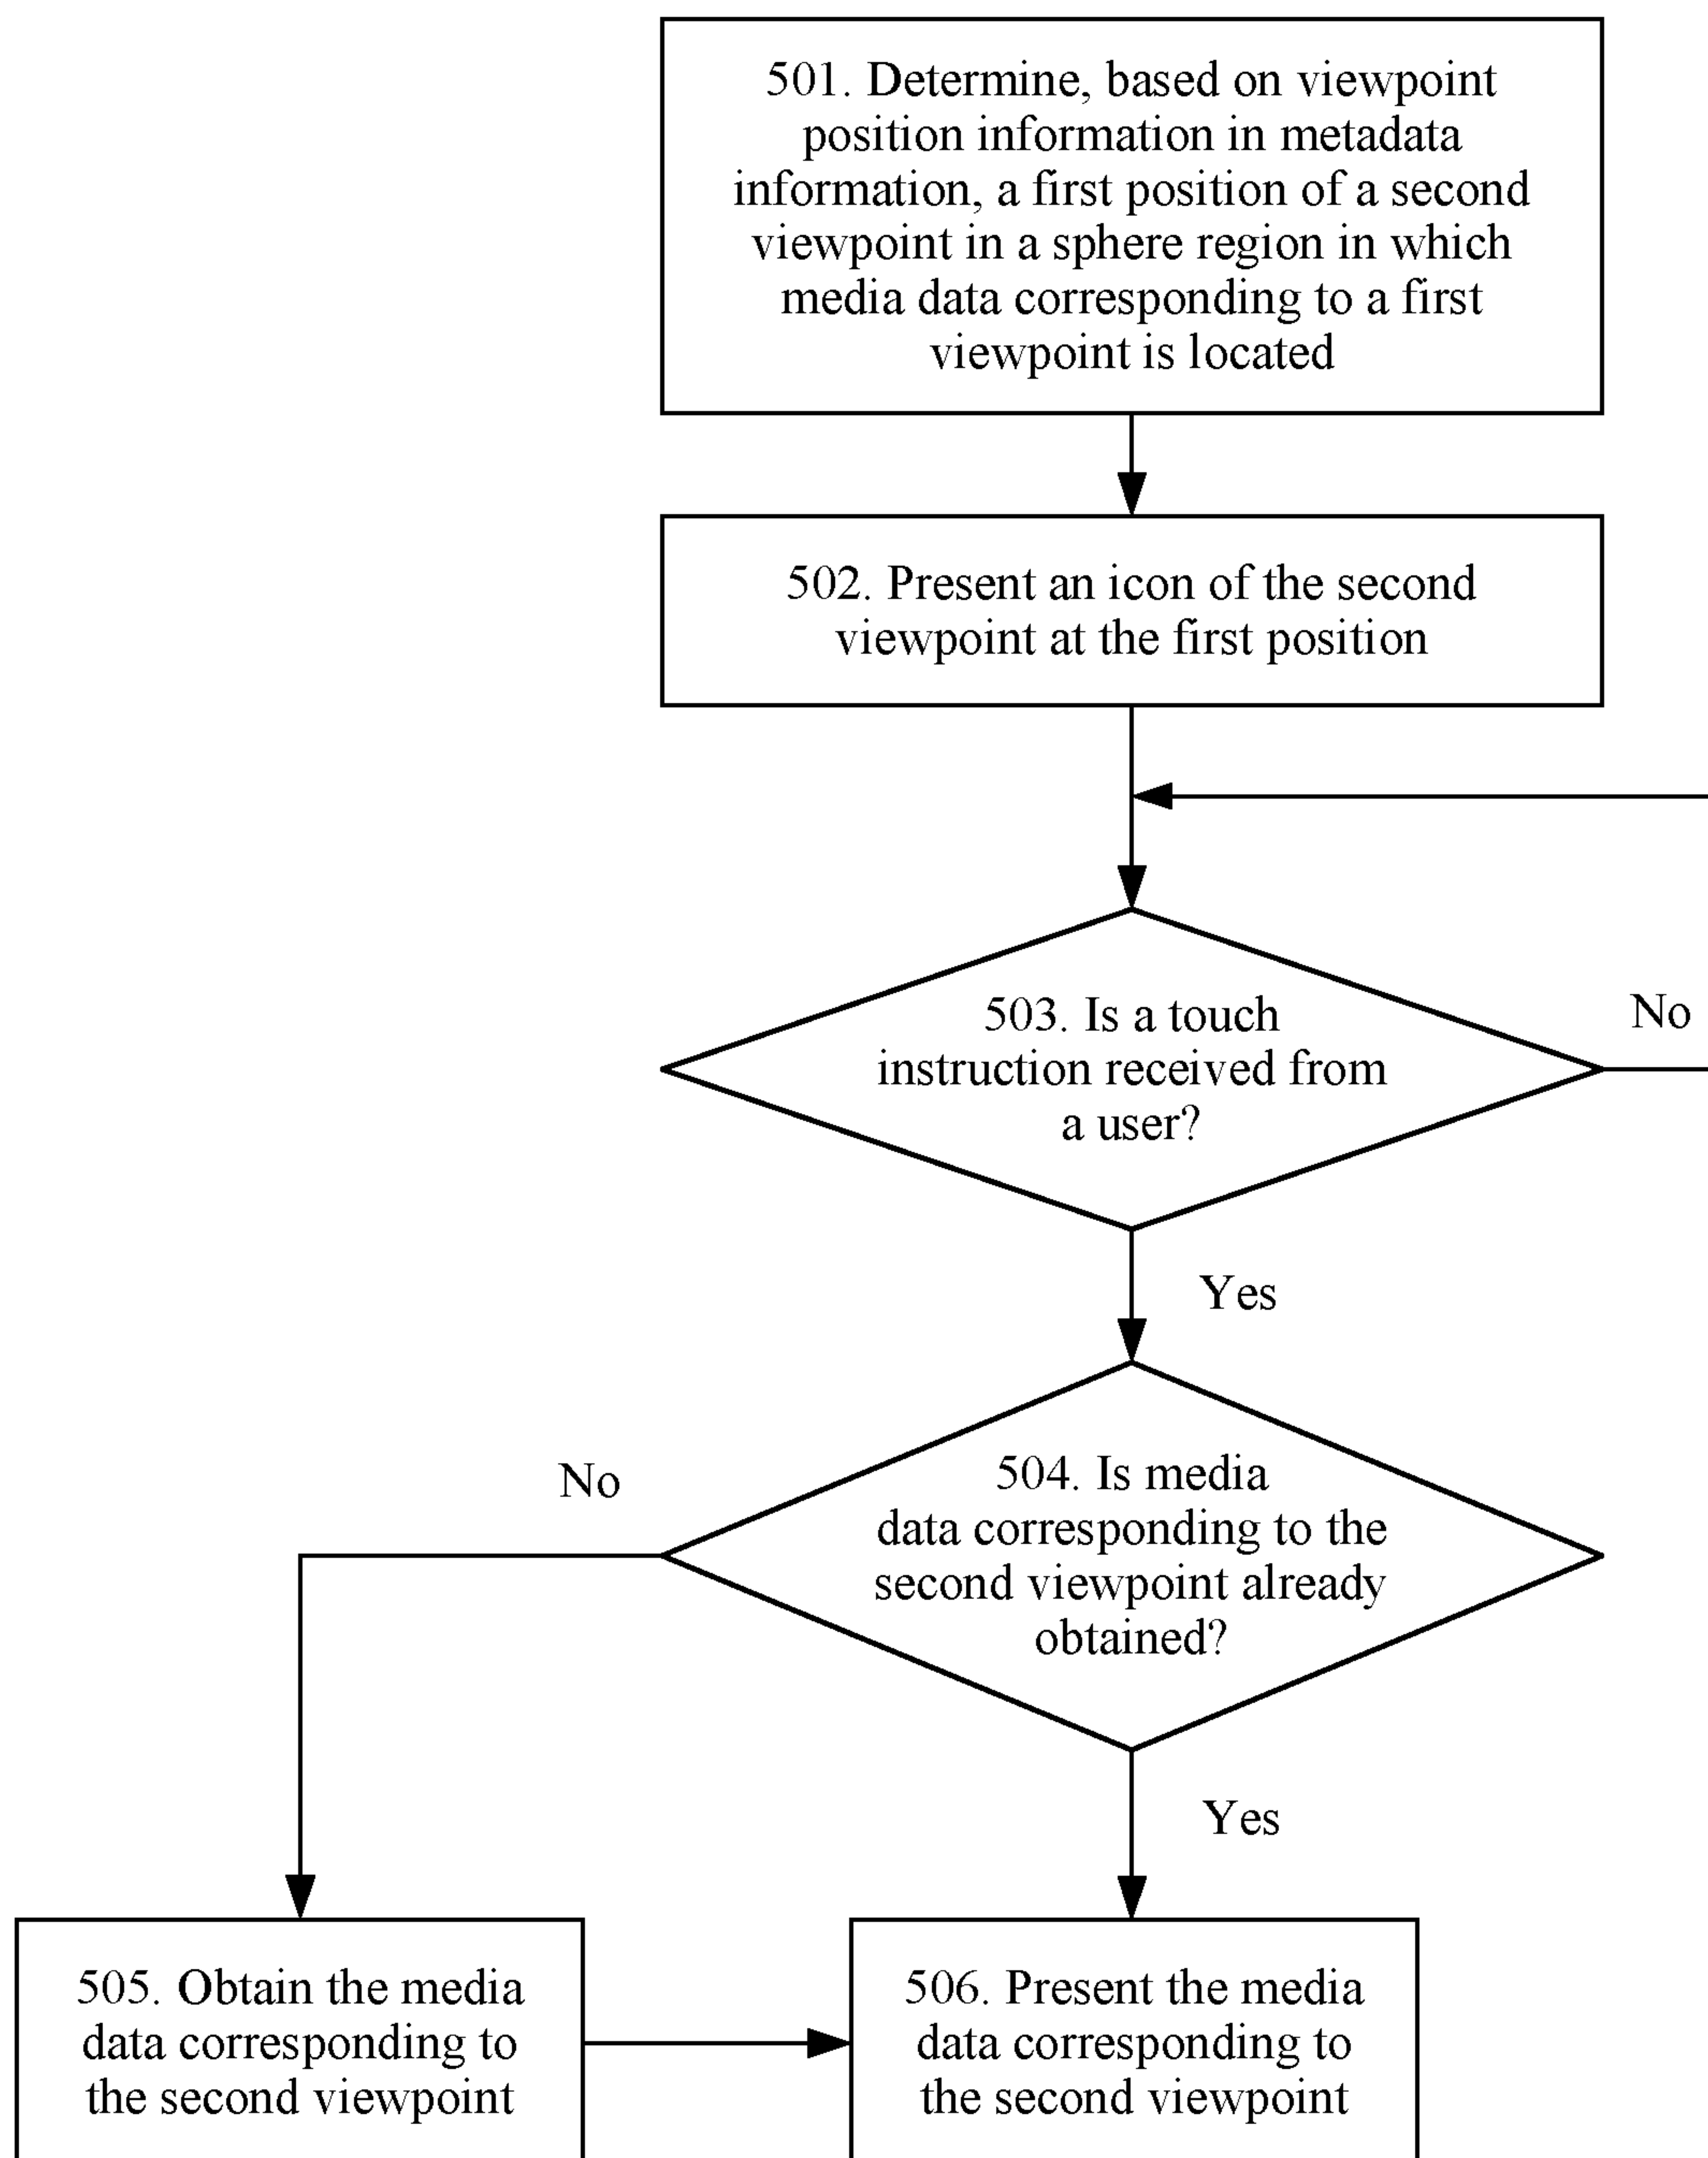 501. Determine, based on viewpoint
position information in metadata
information, a first position of a second
viewpoint in a sphere region in which
media data corresponding to a first
viewpoint is located
502. Present an icon of the second
viewpoint at the first position
503. Is a touch
instruction received from
a user?
No
Yes
504. Is media
data corresponding to the
second viewpoint already
obtained?
No
Yes
505. Obtain the media
data corresponding to
the second viewpoint
506. Present the media
data corresponding to
the second viewpoint